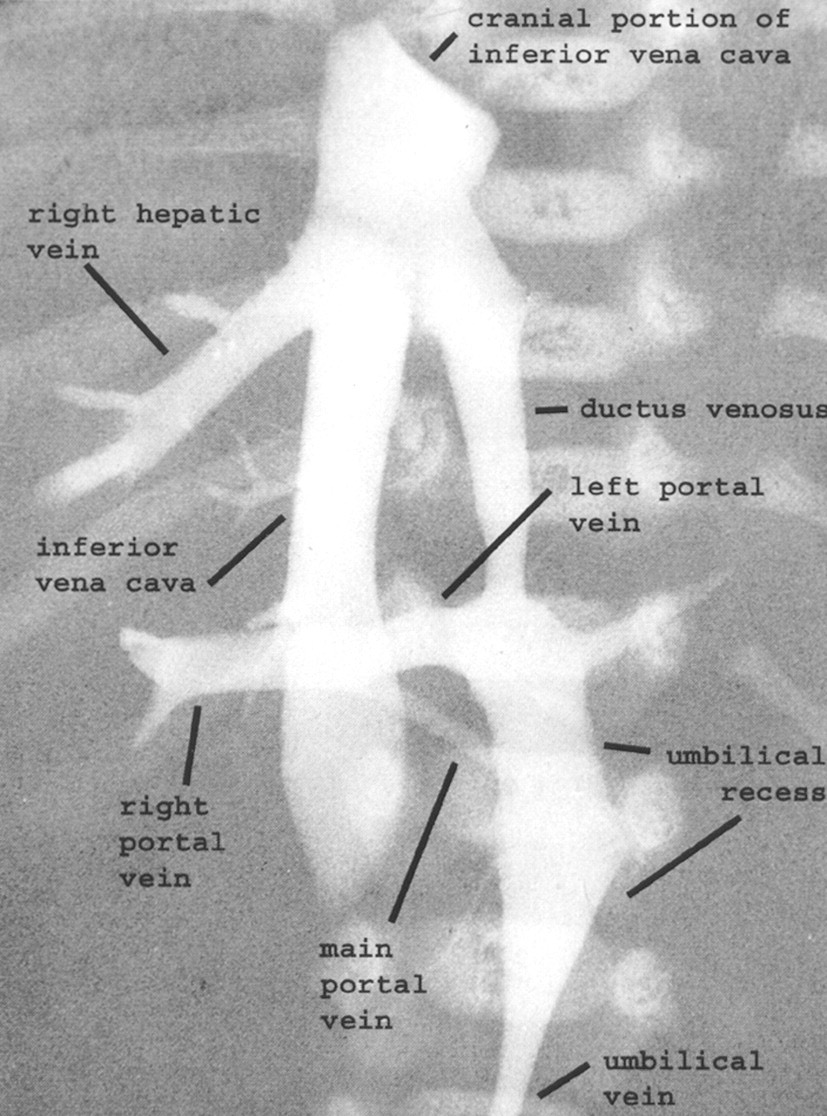 cranial portion of
inferior vena cava
right hepatic
vein
ductus venosus
left portal
vein
inferior
vena cava
umbilical
recess
right
portal
vein
main
portal
vein
umbilical
vein